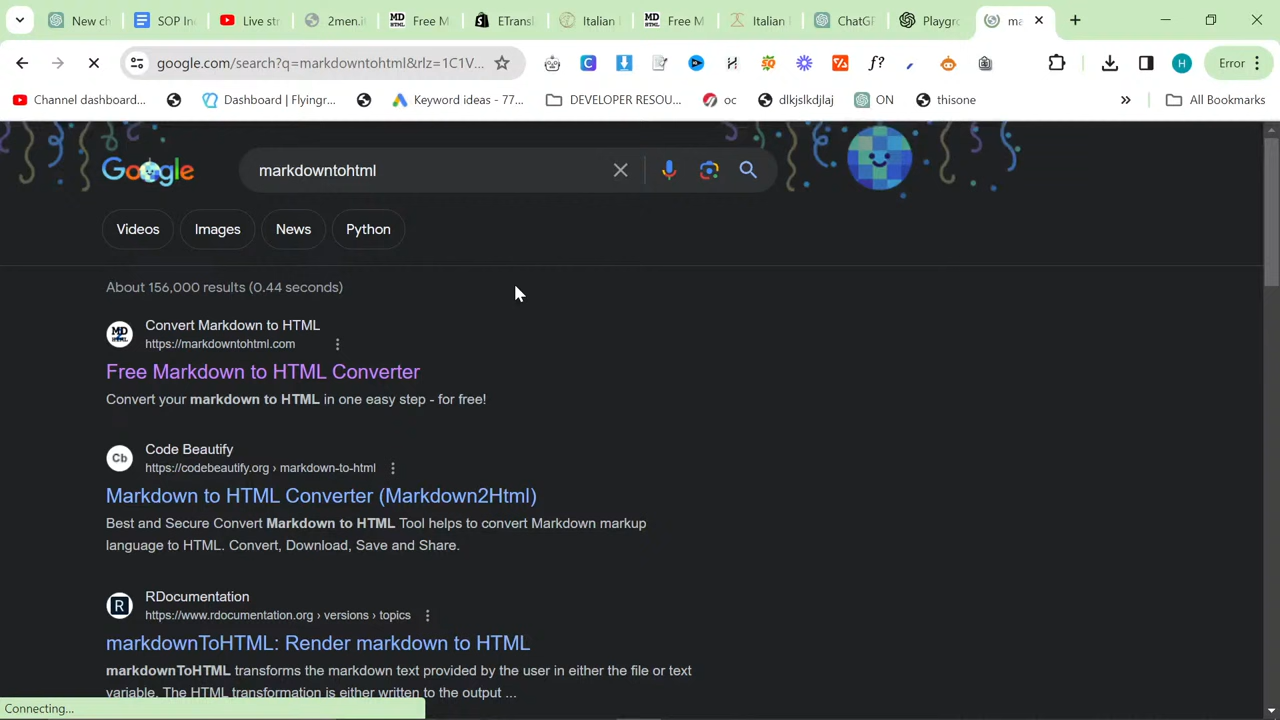 New ch
SOP In
Live str
2men.it
Free M
ETransl
Italian
Free M
Italian
ChatGP
Playgro
ma
google.com/search?q=markdowntohtml&rlz=1C1V...
Error
Channel dashboard...
Dashboard | Flyingr...
Keyword ideas - 77...
DEVELOPER RESOU...
oc
dlkjslkdjlaj
ON
thisone
All Bookmarks
Google
markdowntohtml
Videos
Images
News
Python
About 156,000 results (0.44 seconds)
Convert Markdown to HTML
https://markdowntohtml.com
Free Markdown to HTML Converter
Convert your markdown to HTML in one easy step - for free!
Code Beautify
https://codebeautify.org › markdown-to-html
Markdown to HTML Converter (Markdown2Html)
Best and Secure Convert Markdown to HTML Tool helps to convert Markdown markup
language to HTML. Convert, Download, Save and Share.
RDocumentation
https://www.rdocumentation.org › versions › topics
markdownToHTML: Render markdown to HTML
markdownToHTML transforms the markdown text provided by the user in either the file or text
variable. The HTML transformation is either written to the output ...
Connecting...